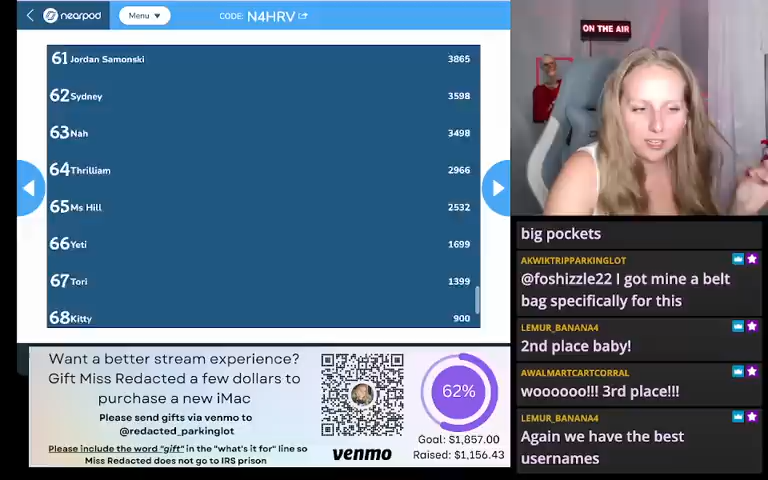 nearpod
Menu
CODE: N4HRV
61 Jordan Samonski 3865
62 Sydney 3598
63 Nah 3498
64 Thrilliam 2966
65 Ms Hill 2532
66 Yeti 1699
67 Tori 1399
68 Kitty 900
Want a better stream experience?
Gift Miss Redacted a few dollars to
purchase a new iMac
Please send gifts via venmo to
@redacted_parkinglot
Please include the word "gift" in the "what's it for" line so
Miss Redacted does not go to IRS prison
venmo
62%
Goal: $1,857.00
Raised: $1,156.43
ON THE AIR
big pockets
AKWIKTRIPPARKINGLOT
@foshizzle22 I got mine a belt
bag specifically for this
LEMUR_BANANA4
2nd place baby!
AWALMARTCARTCORRAL
woooooo!!! 3rd place!!!
LEMUR_BANANA4
Again we have the best
usernames